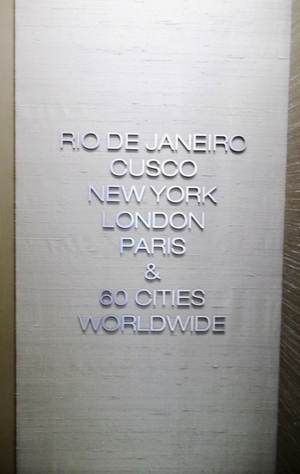 RIO DE JANEIRO
CUSCO
NEW YORK
LONDON
PARIS
&
60 CITIES
WORLDWIDE